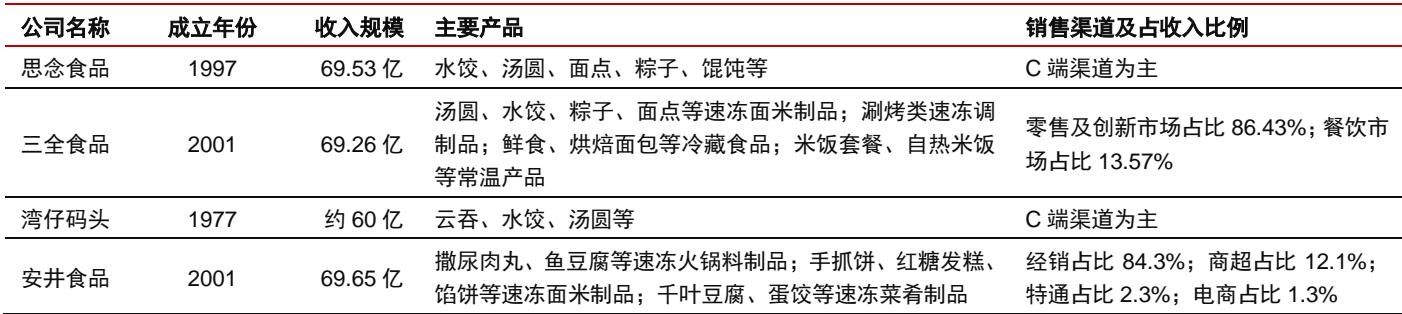 公司名称 成立年份 收入规模 主要产品 销售渠道及占收入比例
思念食品 1997 69.53 亿 水饺、汤圆、面点、粽子、馄饨等 C 端渠道为主
三全食品 2001 69.26 亿 汤圆、水饺、粽子、面点等速冻面米制品；涮烤类速冻调
制品；鲜食、烘焙面包等冷藏食品；米饭套餐、自热米饭
等常温产品 零售及创新市场占比 86.43%；餐饮市
场占比 13.57%
湾仔码头 1977 约 60 亿 云吞、水饺、汤圆等 C 端渠道为主
安井食品 2001 69.65 亿 撒尿肉丸、鱼豆腐等速冻火锅料制品；手抓饼、红糖发糕、
馅饼等速冻面米制品；千叶豆腐、蛋饺等速冻菜肴制品 经销占比 84.3%；商超占比 12.1%；
特通占比 2.3%；电商占比 1.3%